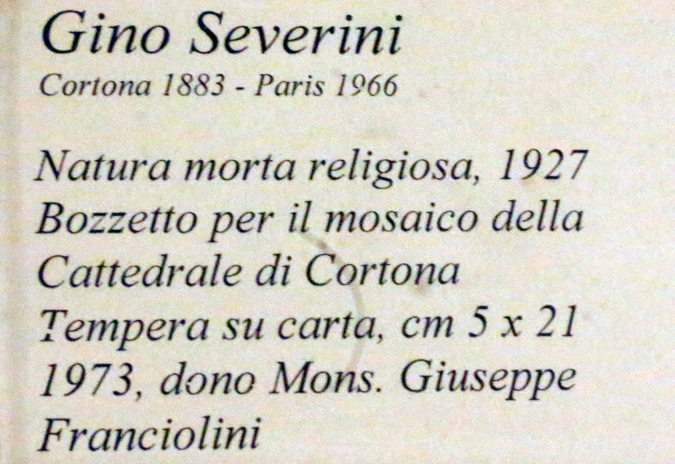 Gino Severini
Cortona 1883 - Paris 1966
Natura morta religiosa, 1927
Bozzetto per il mosaico della
Cattedrale di Cortona
Tempera su carta, cm 5 x 21
1973, dono Mons. Giuseppe
Franciolini